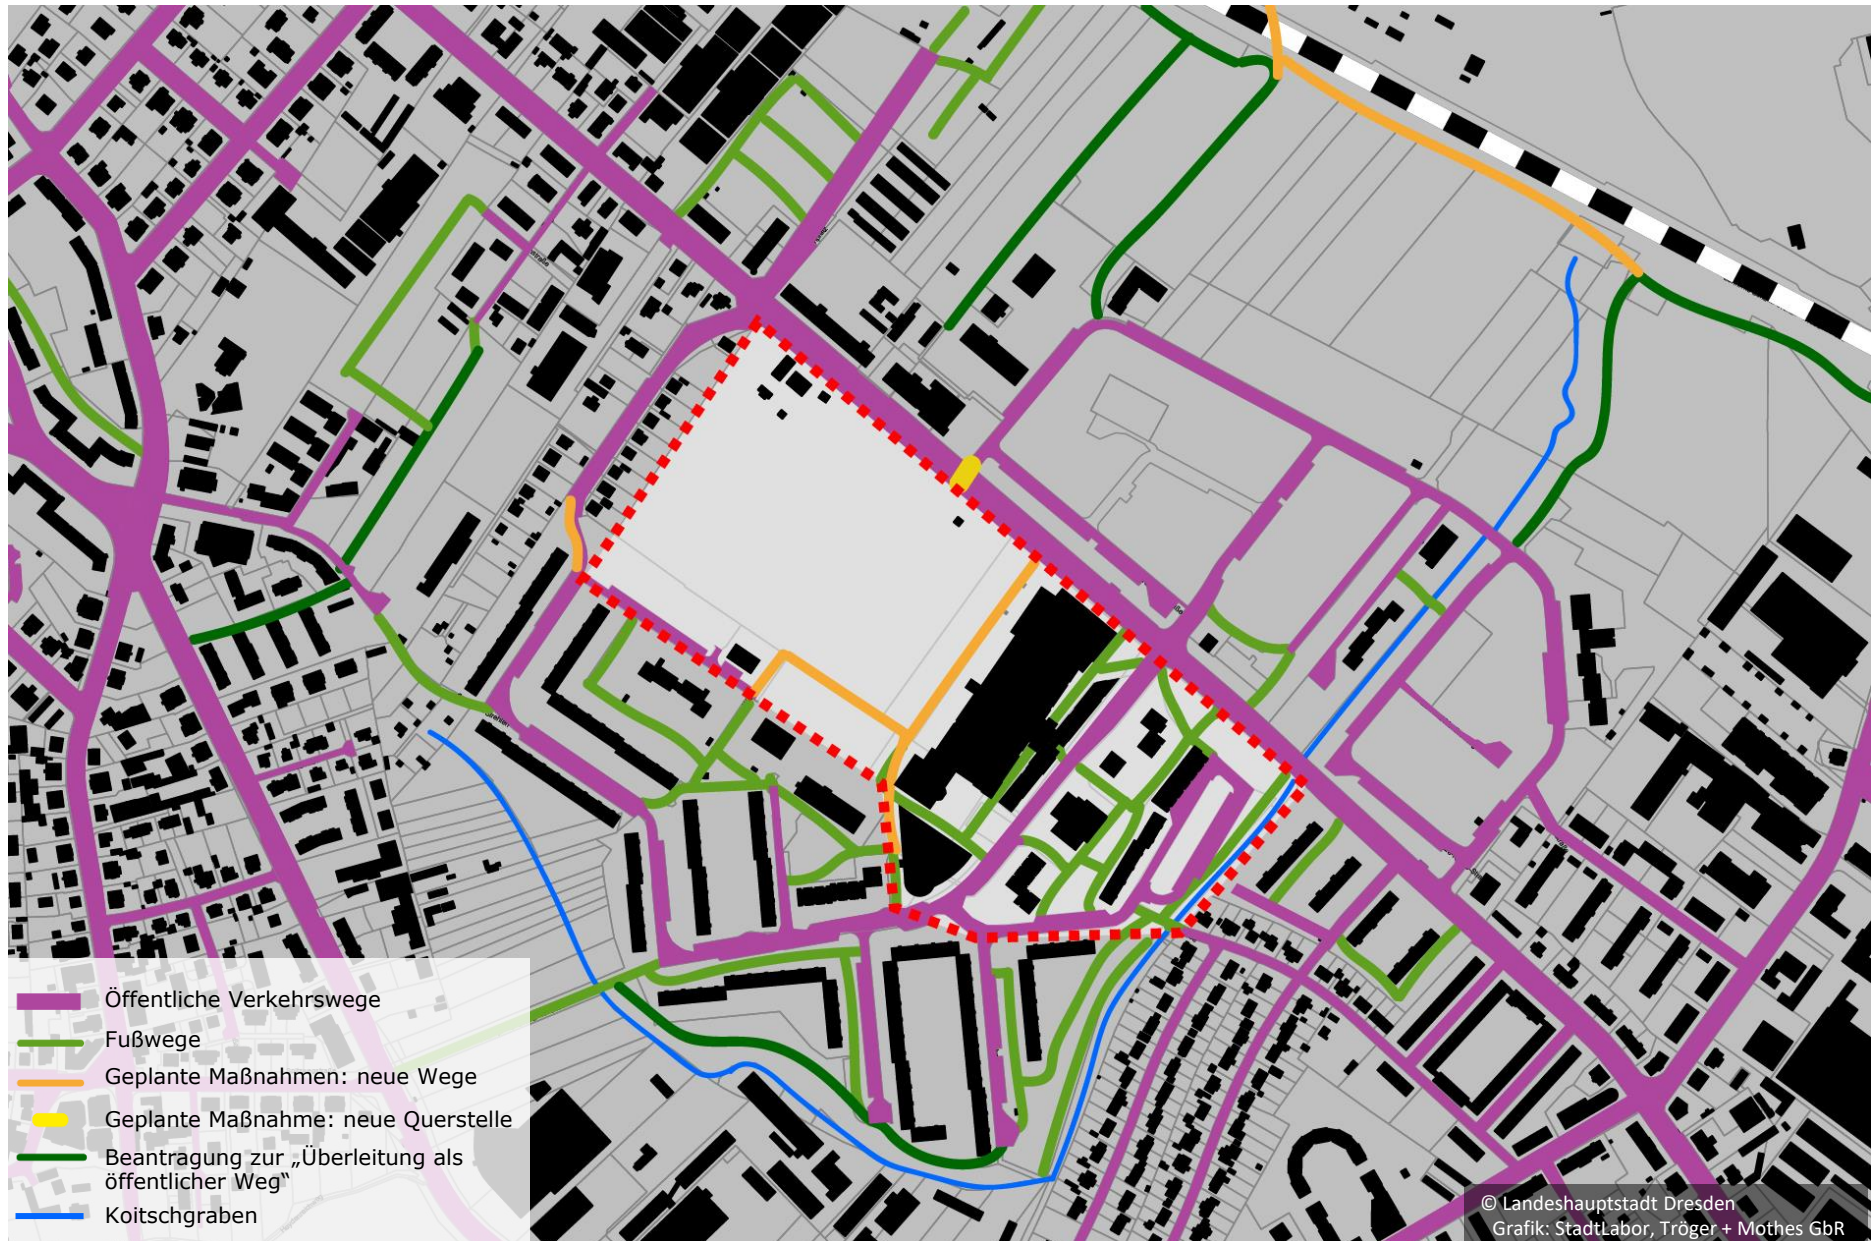 Öffentliche Verkehrswege
Fußwege
Geplante Maßnahmen: neue Wege
Geplante Maßnahme: neue Querstelle
Beantragung zur „Überleitung als
öffentlicher Weg“
Koitschgraben
© Landeshauptstadt Dresden
Grafik: StadtLabor, Tröger + Mothes GbR